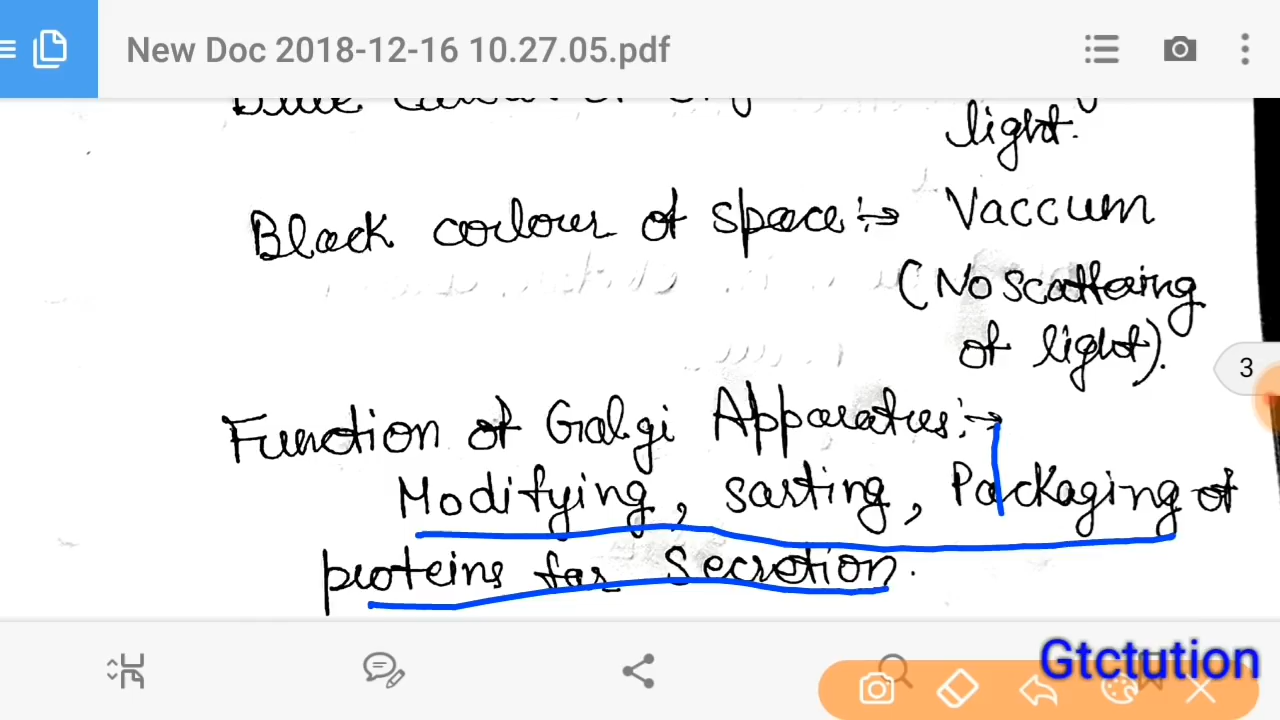 New Doc 2018-12-16 10.27.05.pdf
light.
Black colour of space :→ Vaccum
(No scattering
of light).
3
Function of Golgi Apparatus :→
Modifying, sorting, Packaging of
proteins for Secretion.
Gtctution